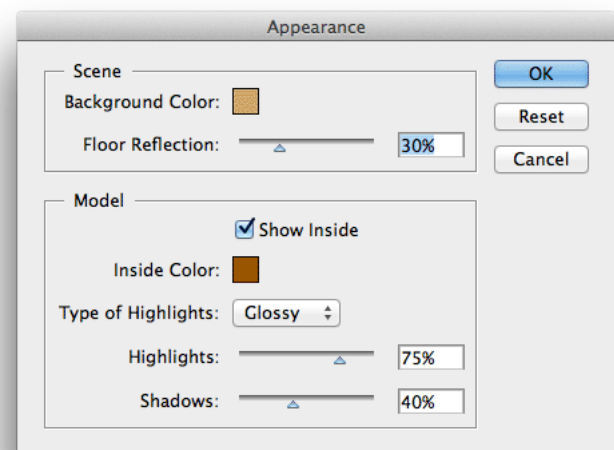 Appearance
Scene
Background Color:
Floor Reflection: 30%
OK
Reset
Cancel
Model
Show Inside
Inside Color:
Type of Highlights: Glossy
Highlights: 75%
Shadows: 40%